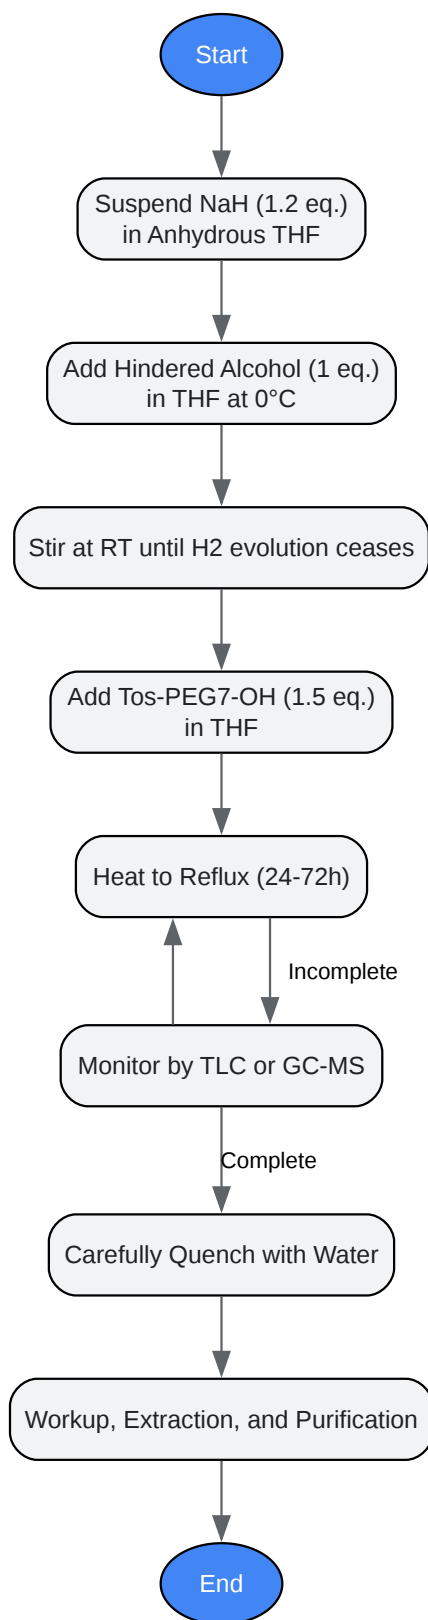 Start
Suspend NaH (1.2 eq.)
in Anhydrous THF
Add Hindered Alcohol (1 eq.)
in THF at 0°C
Stir at RT until H2 evolution ceases
Add Tos-PEG7-OH (1.5 eq.)
in THF
Heat to Reflux (24-72h)
Incomplete
Monitor by TLC or GC-MS
Complete
Carefully Quench with Water
Workup, Extraction, and Purification
End